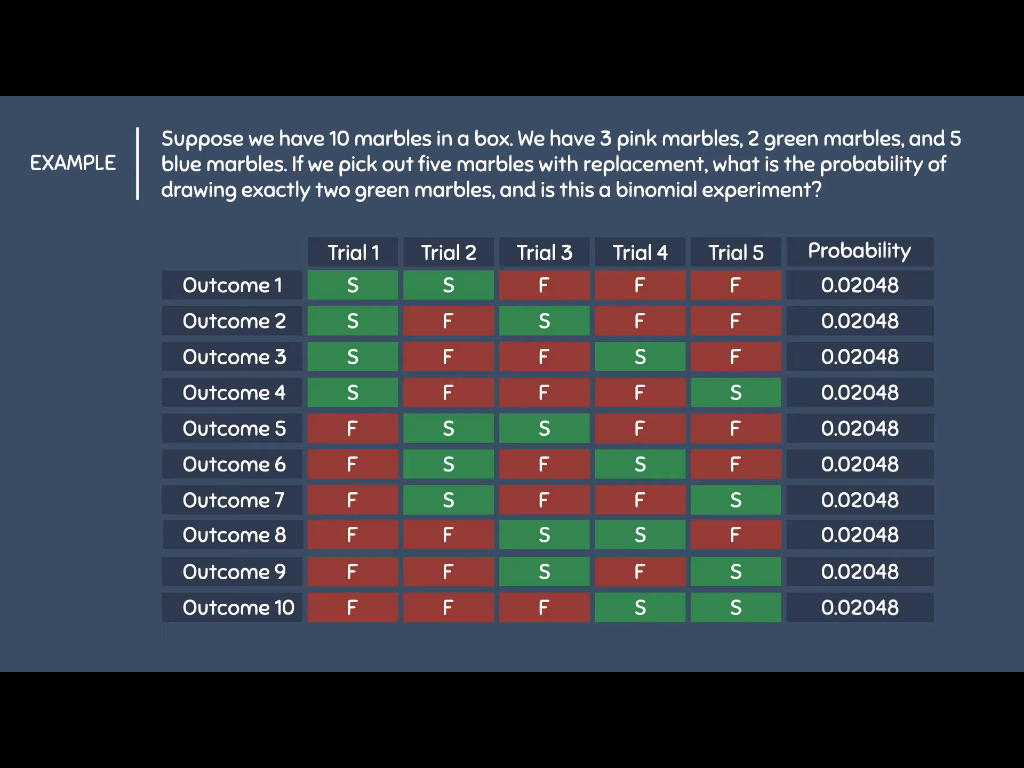 EXAMPLE
Suppose we have 10 marbles in a box. We have 3 pink marbles, 2 green marbles, and 5
blue marbles. If we pick out five marbles with replacement, what is the probability of
drawing exactly two green marbles, and is this a binomial experiment?
Trial 1 Trial 2 Trial 3 Trial 4 Trial 5 Probability
Outcome 1 S S F F F 0.02048
Outcome 2 S F S F F 0.02048
Outcome 3 S F F S F 0.02048
Outcome 4 S F F F S 0.02048
Outcome 5 F S S F F 0.02048
Outcome 6 F S F S F 0.02048
Outcome 7 F S F F S 0.02048
Outcome 8 F F S S F 0.02048
Outcome 9 F F S F S 0.02048
Outcome 10 F F F S S 0.02048